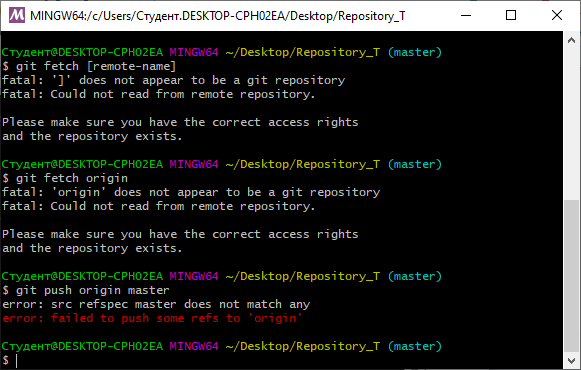 MINGW64:/c/Users/Студент.DESKTOP-CPH02EA/Desktop/Repository_T
Студент@DESKTOP-CPH02EA MINGW64 ~/Desktop/Repository_T (master)
$ git fetch [remote-name]
fatal: ']' does not appear to be a git repository
fatal: Could not read from remote repository.
Please make sure you have the correct access rights
and the repository exists.
Студент@DESKTOP-CPH02EA MINGW64 ~/Desktop/Repository_T (master)
$ git fetch origin
fatal: 'origin' does not appear to be a git repository
fatal: Could not read from remote repository.
Please make sure you have the correct access rights
and the repository exists.
Студент@DESKTOP-CPH02EA MINGW64 ~/Desktop/Repository_T (master)
$ git push origin master
error: src refspec master does not match any
error: failed to push some refs to 'origin'
Студент@DESKTOP-CPH02EA MINGW64 ~/Desktop/Repository_T (master)
$